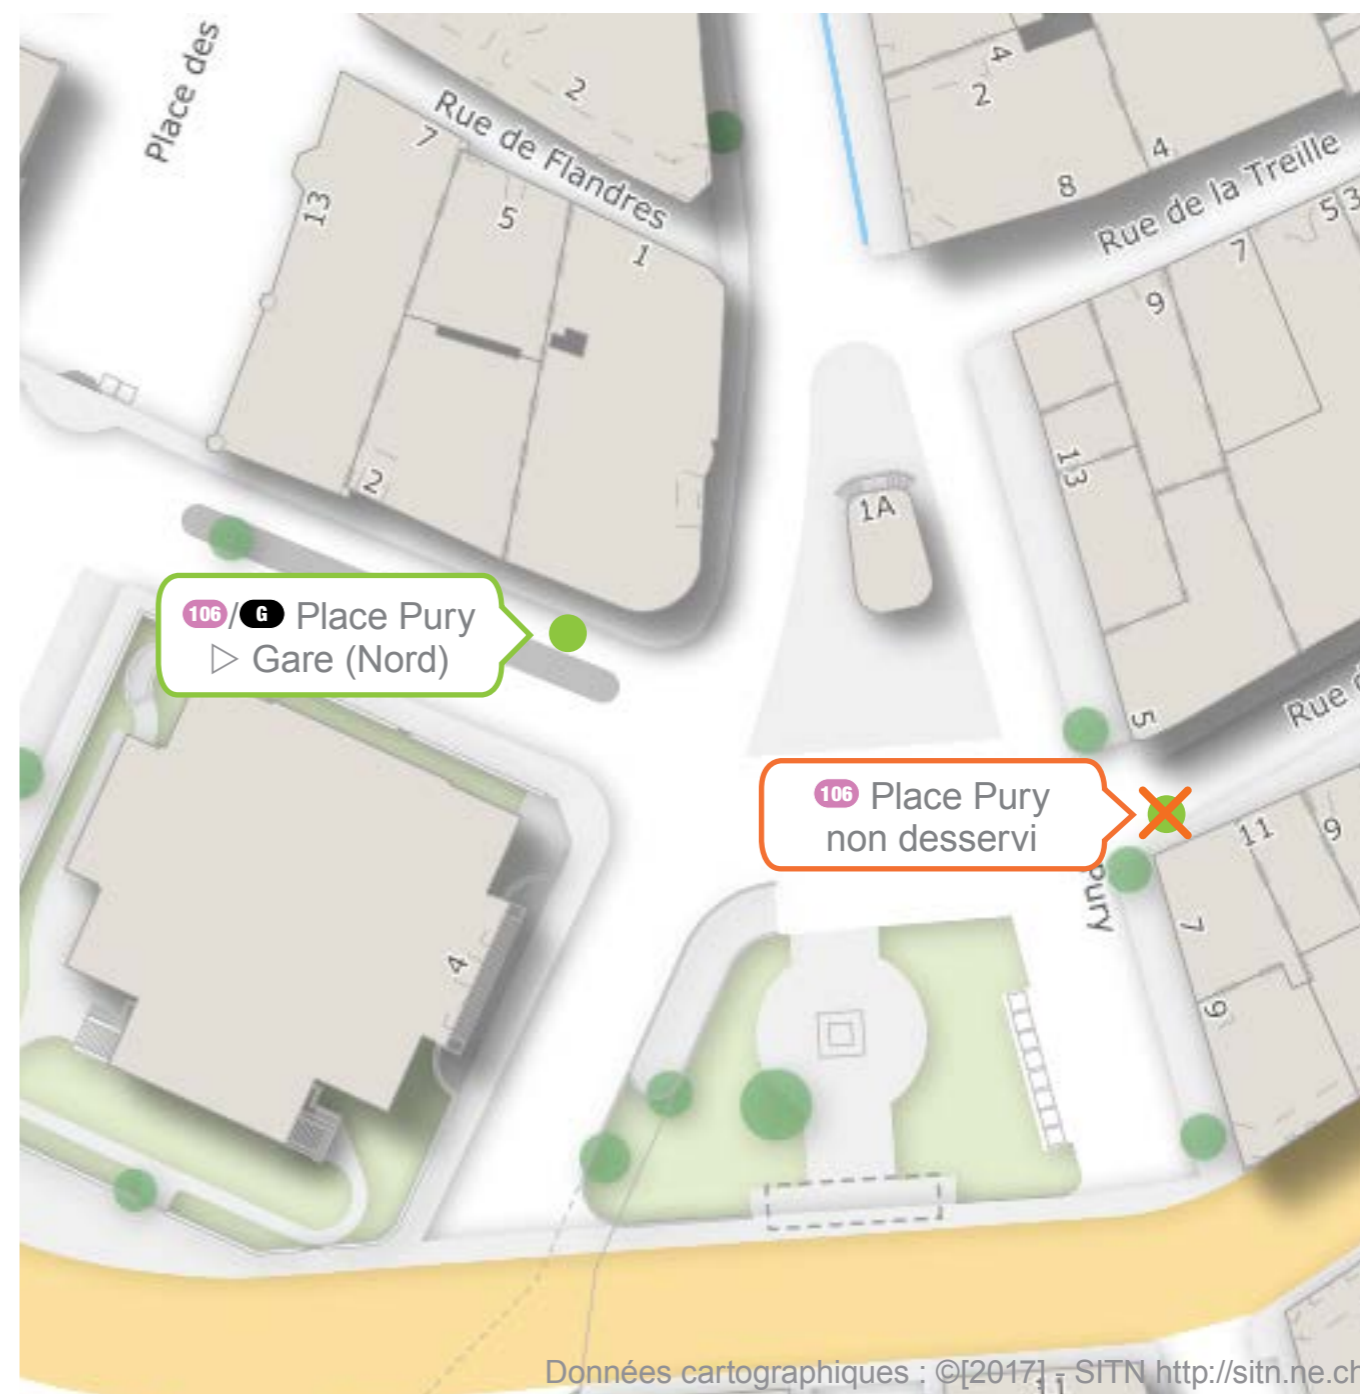 Place des
2
4
2
Rue de Flandres
7
4
Rue de la Treille
8
13
5
5
3
1
7
9
13
2
1A
106/G Place Pury
▷ Gare (Nord)
5
Rue
106 Place Pury
non desservi
11
9
pury
7
4
9
Données cartographiques : ©[2017] - SITN http://sitn.ne.ch
11